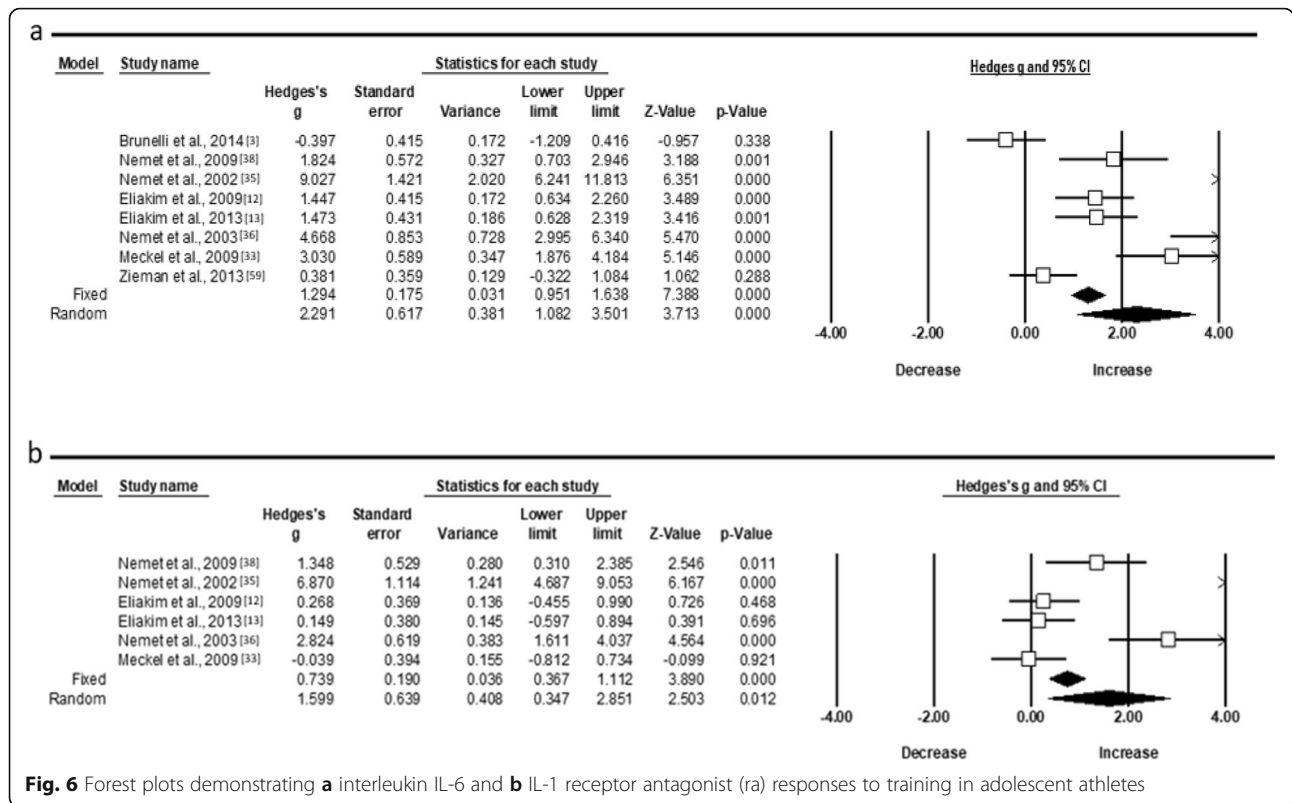 a
Model Study name Statistics for each study Hedges g and 95% CI
Hedges's Standard Lower Upper
g error Variance limit limit Z-Value p-Value
Brunelli et al., 2014 [3] -0.397 0.415 0.172 -1.209 0.416 -0.957 0.338
Nemet et al., 2009 [38] 1.824 0.572 0.327 0.703 2.946 3.188 0.001
Nemet et al., 2002 [35] 9.027 1.421 2.020 6.241 11.813 6.351 0.000
Eliakim et al., 2009 [12] 1.447 0.415 0.172 0.634 2.260 3.489 0.000
Eliakim et al., 2013 [13] 1.473 0.431 0.186 0.628 2.319 3.416 0.001
Nemet et al., 2003 [36] 4.668 0.853 0.728 2.995 6.340 5.470 0.000
Meckel et al., 2009 [33] 3.030 0.589 0.347 1.876 4.184 5.146 0.000
Zieman et al., 2013 [59] 0.381 0.359 0.129 -0.322 1.084 1.062 0.288
Fixed 1.294 0.175 0.031 0.951 1.638 7.388 0.000
Random 2.291 0.617 0.381 1.082 3.501 3.713 0.000
-4.00 -2.00 0.00 2.00 4.00
Decrease Increase
b
Model Study name Statistics for each study Hedges's g and 95% CI
Hedges's Standard Lower Upper
g error Variance limit limit Z-Value p-Value
Nemet et al., 2009 [38] 1.348 0.529 0.280 0.310 2.385 2.546 0.011
Nemet et al., 2002 [35] 6.870 1.114 1.241 4.687 9.053 6.167 0.000
Eliakim et al., 2009 [12] 0.268 0.369 0.136 -0.455 0.990 0.726 0.468
Eliakim et al., 2013 [13] 0.149 0.380 0.145 -0.597 0.894 0.391 0.696
Nemet et al., 2003 [36] 2.824 0.619 0.383 1.611 4.037 4.564 0.000
Meckel et al., 2009 [33] -0.039 0.394 0.155 -0.812 0.734 -0.099 0.921
Fixed 0.739 0.190 0.036 0.367 1.112 3.890 0.000
Random 1.599 0.639 0.408 0.347 2.851 2.503 0.012
-4.00 -2.00 0.00 2.00 4.00
Decrease Increase
Fig. 6 Forest plots demonstrating a interleukin IL-6 and b IL-1 receptor antagonist (ra) responses to training in adolescent athletes